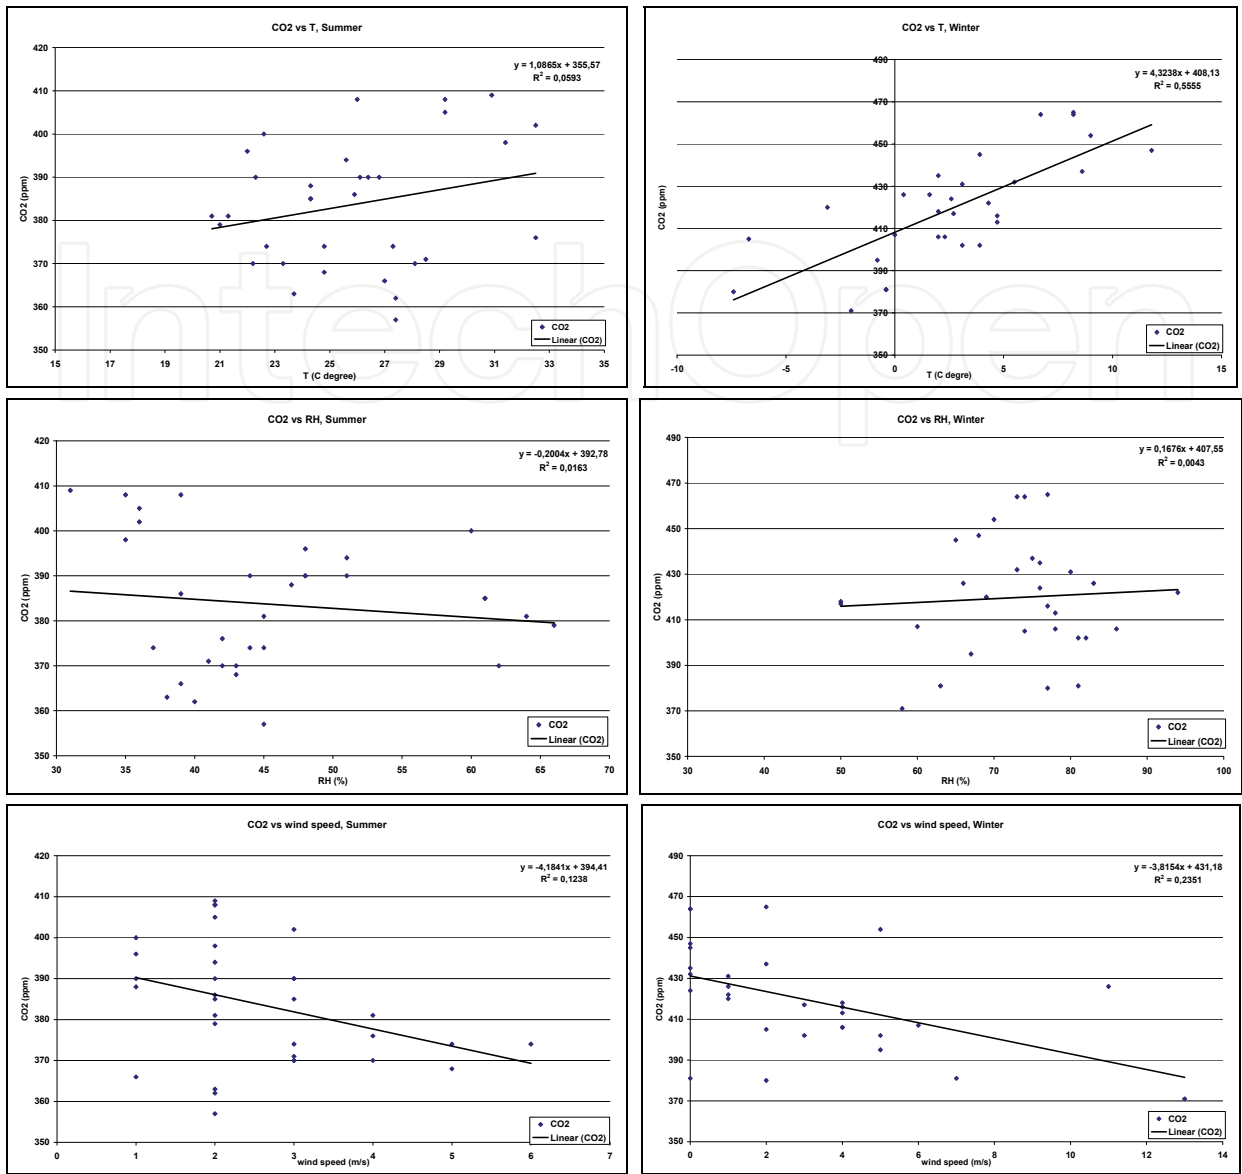 CO2 vs T, Summer
y = 1,0865x + 355,57
R² = 0,0593
CO2 (ppm)
420
410
400
390
380
370
360
350
15 17 19 21 23 25 27 29 31 33 35
T (C degree)
CO2
Linear (CO2)
CO2 vs T, Winter
y = 4,3238x + 408,13
R² = 0,5555
CO2 (ppm)
490
470
450
430
410
390
370
350
-10 -5 0 5 10 15
T (C degre)
CO2
Linear (CO2)
CO2 vs RH, Summer
y = -0,2004x + 392,78
R² = 0,0163
CO2 (ppm)
420
410
400
390
380
370
360
350
30 35 40 45 50 55 60 65 70
RH (%)
CO2
Linear (CO2)
CO2 vs RH, Winter
y = 0,1676x + 407,55
R² = 0,0043
CO2 (ppm)
490
470
450
430
410
390
370
350
30 40 50 60 70 80 90 100
RH (%)
CO2
Linear (CO2)
CO2 vs wind speed, Summer
y = -4,1841x + 394,41
R² = 0,1238
CO2 (ppm)
420
410
400
390
380
370
360
350
0 1 2 3 4 5 6 7
wind speed (m/s)
CO2
Linear (CO2)
CO2 vs wind speed, Winter
y = -3,8154x + 431,18
R² = 0,2351
CO2 (ppm)
490
470
450
430
410
390
370
350
0 2 4 6 8 10 12 14
wind speed (m/s)
CO2
Linear (CO2)
IntechOpen